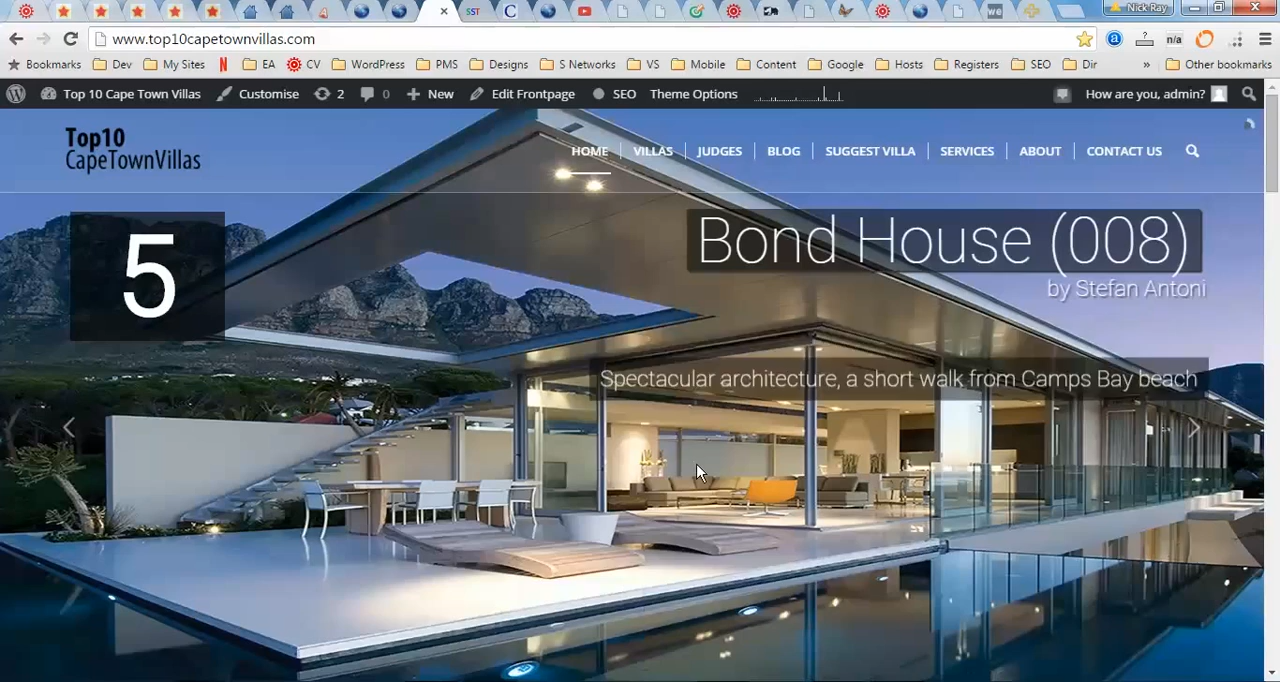 SST
C
we
Nick Ray
www.top10capetownvillas.com
n/a
Bookmarks Dev My Sites EA CV WordPress PMS Designs S Networks VS Mobile Content Google Hosts Registers SEO Dir » Other bookmarks
Top 10 Cape Town Villas Customise 2 0 New Edit Frontpage SEO Theme Options How are you, admin?
Top10
CapeTownVillas
HOME VILLAS JUDGES BLOG SUGGEST VILLA SERVICES ABOUT CONTACT US
5
Bond House (008)
by Stefan Antoni
Spectacular architecture, a short walk from Camps Bay beach